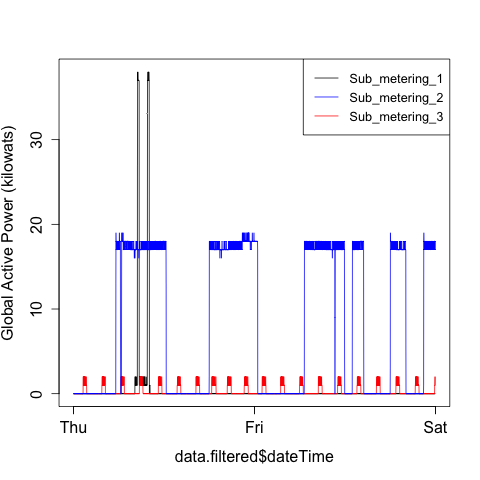 Sub_metering_1
Sub_metering_2
Sub_metering_3
Global Active Power (kilowats)
30
20
10
0
Thu Fri Sat
data.filtered$dateTime